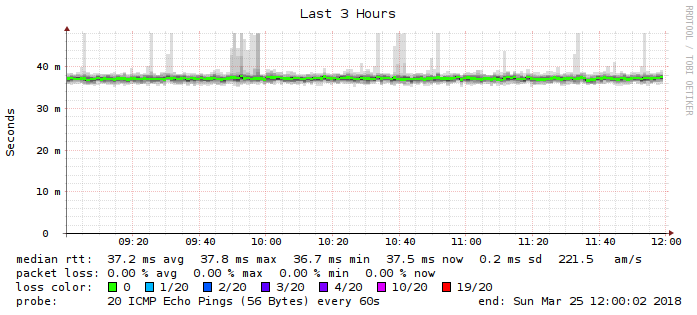 Last 3 Hours
RRDTOOL / TOBI OETIKER
Seconds
40 m
30 m
20 m
10 m
0
09:20 09:40 10:00 10:20 10:40 11:00 11:20 11:40 12:00
median rtt: 37.2 ms avg 37.8 ms max 36.7 ms min 37.5 ms now 0.2 ms sd 221.5 am/s
packet loss: 0.00 % avg 0.00 % max 0.00 % min 0.00 % now
loss color: 0 1/20 2/20 3/20 4/20 10/20 19/20
probe: 20 ICMP Echo Pings (56 Bytes) every 60s end: Sun Mar 25 12:00:02 2018